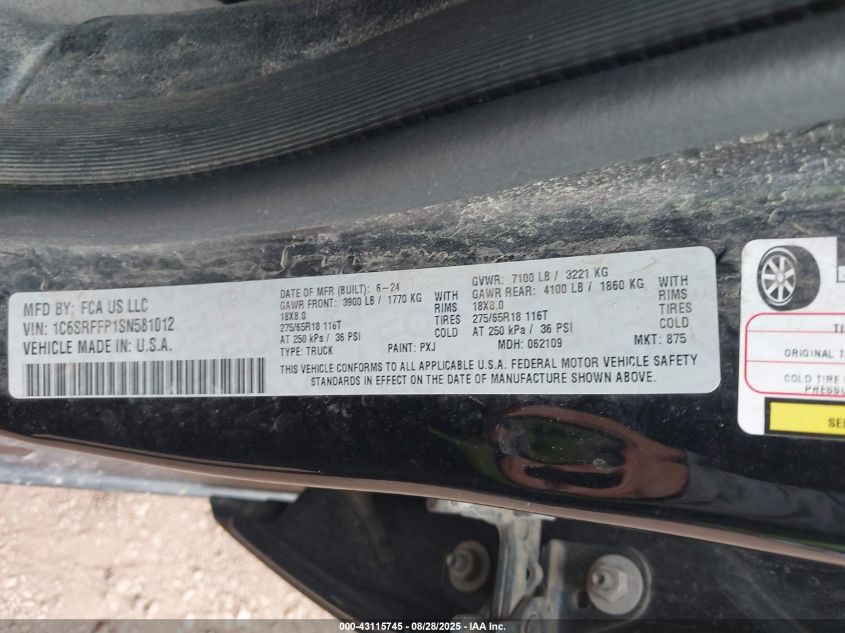 MFD BY: FCA US LLC
VIN: 1C6SRFFP1SN581012
VEHICLE MADE IN: U.S.A.
DATE OF MFR (BUILT): 6-24
GAWR FRONT: 3900 LB / 1770 KG WITH
18X8.0 RIMS
275/65R18 116T TIRES
AT 250 kPa / 36 PSI COLD
TYPE: TRUCK PAINT: PXJ
GVWR: 7100 LB / 3221 KG
GAWR REAR: 4100 LB / 1860 KG WITH
18X8.0 RIMS
275/65R18 116T TIRES
AT 250 kPa / 36 PSI COLD
MDH: 062109 MKT: 875
THIS VEHICLE CONFORMS TO ALL APPLICABLE U.S.A. FEDERAL MOTOR VEHICLE SAFETY
STANDARDS IN EFFECT ON THE DATE OF MANUFACTURE SHOWN ABOVE.
ORIGINAL T
COLD TIRE
PRESSU
000-43115745 - 08/28/2025 - IAA, Inc.